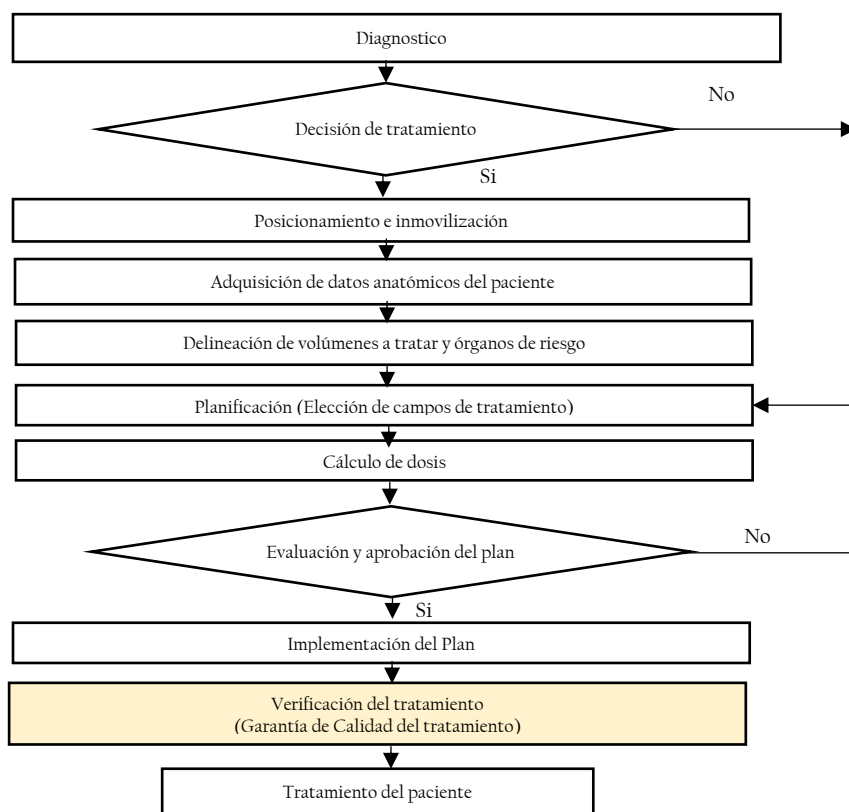 Diagnostico
No
Decisión de tratamiento
Si
Posicionamiento e inmovilización
Adquisición de datos anatómicos del paciente
Delineación de volúmenes a tratar y órganos de riesgo
Planificación (Elección de campos de tratamiento)
Cálculo de dosis
Evaluación y aprobación del plan
No
Si
Implementación del Plan
Verificación del tratamiento
(Garantía de Calidad del tratamiento)
Tratamiento del paciente